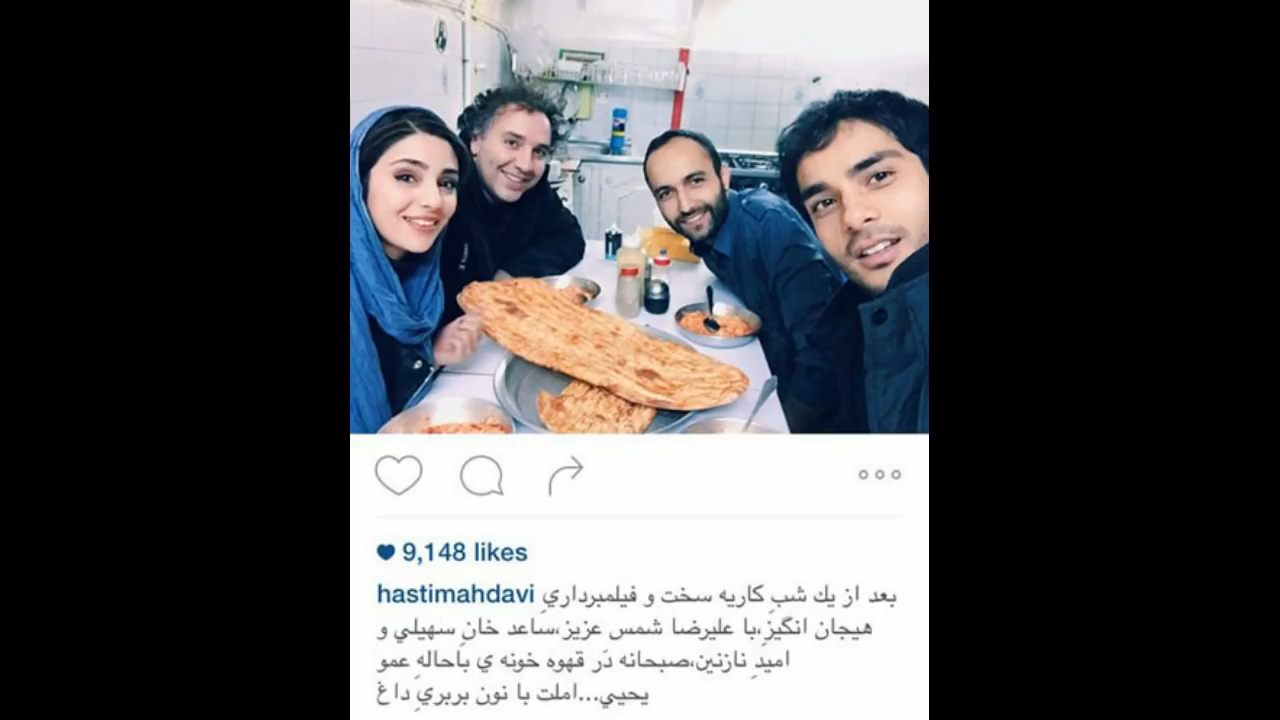 9,148 likes
hastimahdavi بعد از يك شبِ كاريه سخت و فيلمبرداريِ
هيجان انگيزِ،با عليرضا شمس عزيز،ساعد خانِ سهيلي و
اميدِ نازنين،صبحانه دَر قهوه خونه ي باحالهِ عمو
يحيي...املت با نون بربريِ داغ